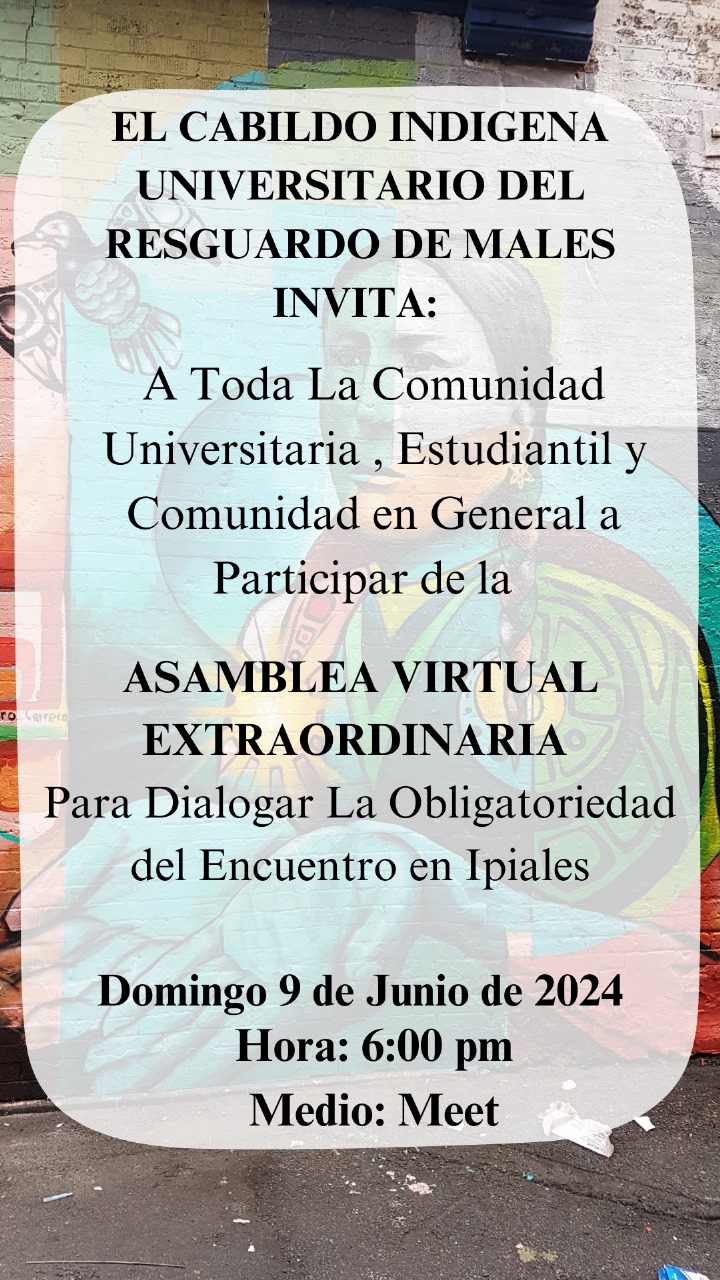 EL CABILDO INDIGENA
UNIVERSITARIO DEL
RESGUARDO DE MALES
INVITA:
A Toda La Comunidad
Universitaria , Estudiantil y
Comunidad en General a
Participar de la
ASAMBLEA VIRTUAL
EXTRAORDINARIA
Para Dialogar La Obligatoriedad
del Encuentro en Ipiales
Domingo 9 de Junio de 2024
Hora: 6:00 pm
Medio: Meet